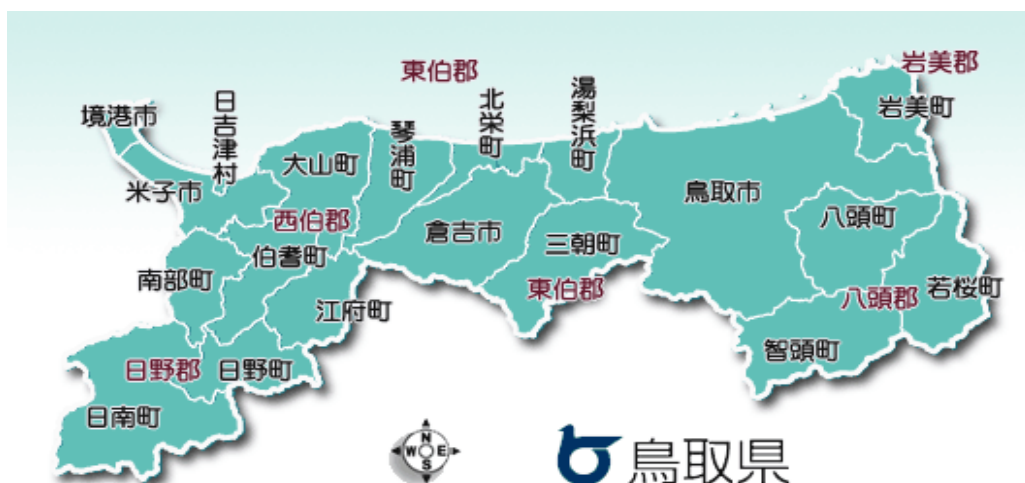 東伯郡
岩美郡
境港市
日吉津村
北栄町
湯梨浜町
岩美町
米子市
大山町
琴浦町
鳥取市
西伯郡
倉吉市
三朝町
八頭町
南部町
伯耆町
江府町
東伯郡
八頭郡
若桜町
日野郡
日野町
智頭町
日南町
N
W E
S
鳥取県